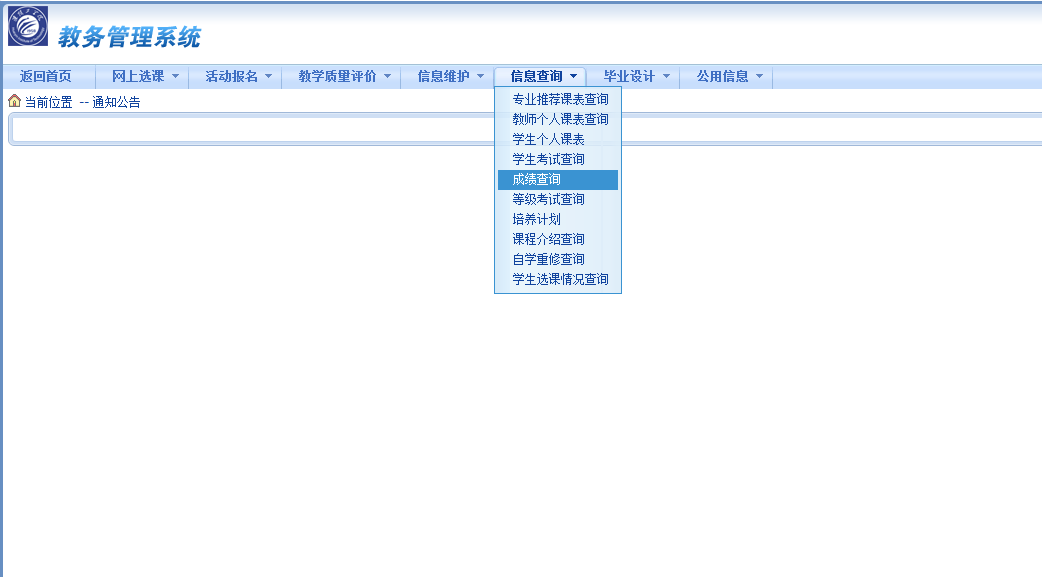 教务管理系统
返回首页 网上选课 活动报名 教学质量评价 信息维护 信息查询 毕业设计 公用信息
当前位置 -- 通知公告
专业推荐课表查询
教师个人课表查询
学生个人课表
学生考试查询
成绩查询
等级考试查询
培养计划
课程介绍查询
自学重修查询
学生选课情况查询